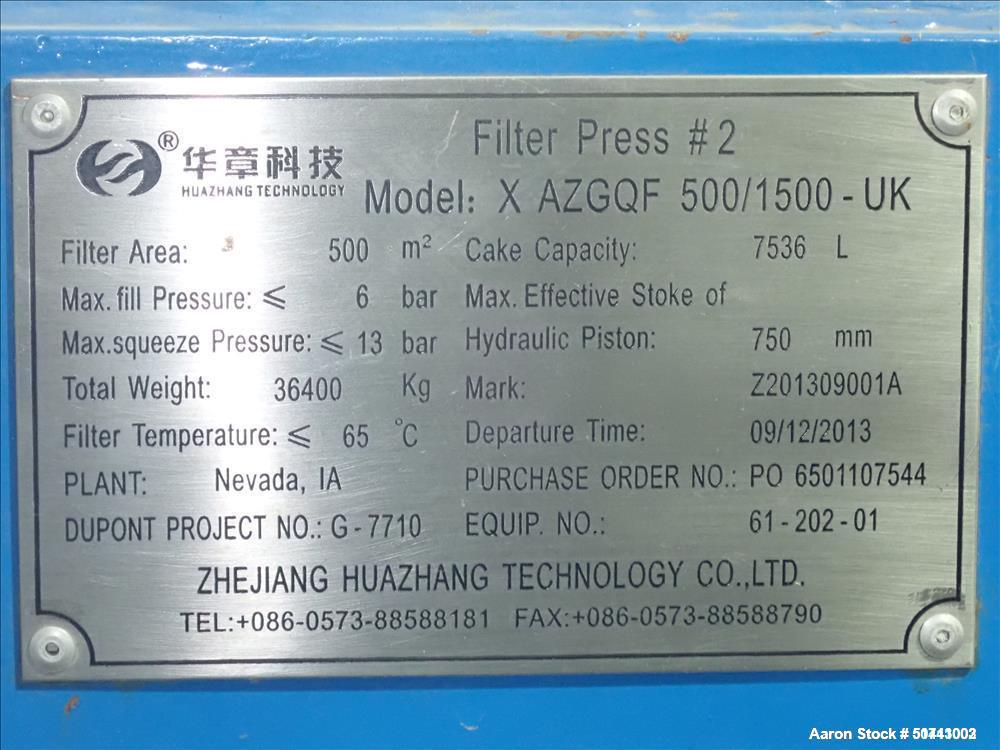 ® 华章科技
HUAZHANG TECHNOLOGY
Filter Press # 2
Model: X AZGQF 500/1500 - UK
Filter Area: 500 m² Cake Capacity: 7536 L
Max. fill Pressure: ≤ 6 bar Max. Effective Stoke of
Max.squeeze Pressure: ≤ 13 bar Hydraulic Piston: 750 mm
Total Weight: 36400 Kg Mark: Z201309001A
Filter Temperature: ≤ 65 °C Departure Time: 09/12/2013
PLANT: Nevada, IA PURCHASE ORDER NO.: PO 6501107544
DUPONT PROJECT NO.: G - 7710 EQUIP. NO.: 61 - 202 - 01
ZHEJIANG HUAZHANG TECHNOLOGY CO.,LTD.
TEL:+086-0573-88588181 FAX:+086-0573-88588790
Aaron Stock #